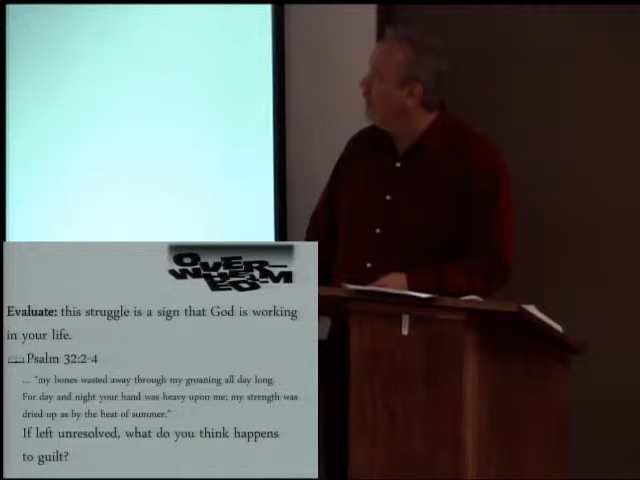 OVER-
WHELM
ED
Evaluate: this struggle is a sign that God is working
in your life.
Psalm 32:2-4
... "my bones wasted away through my groaning all day long.
For day and night your hand was heavy upon me; my strength was
dried up as by the heat of summer."
If left unresolved, what do you think happens
to guilt?